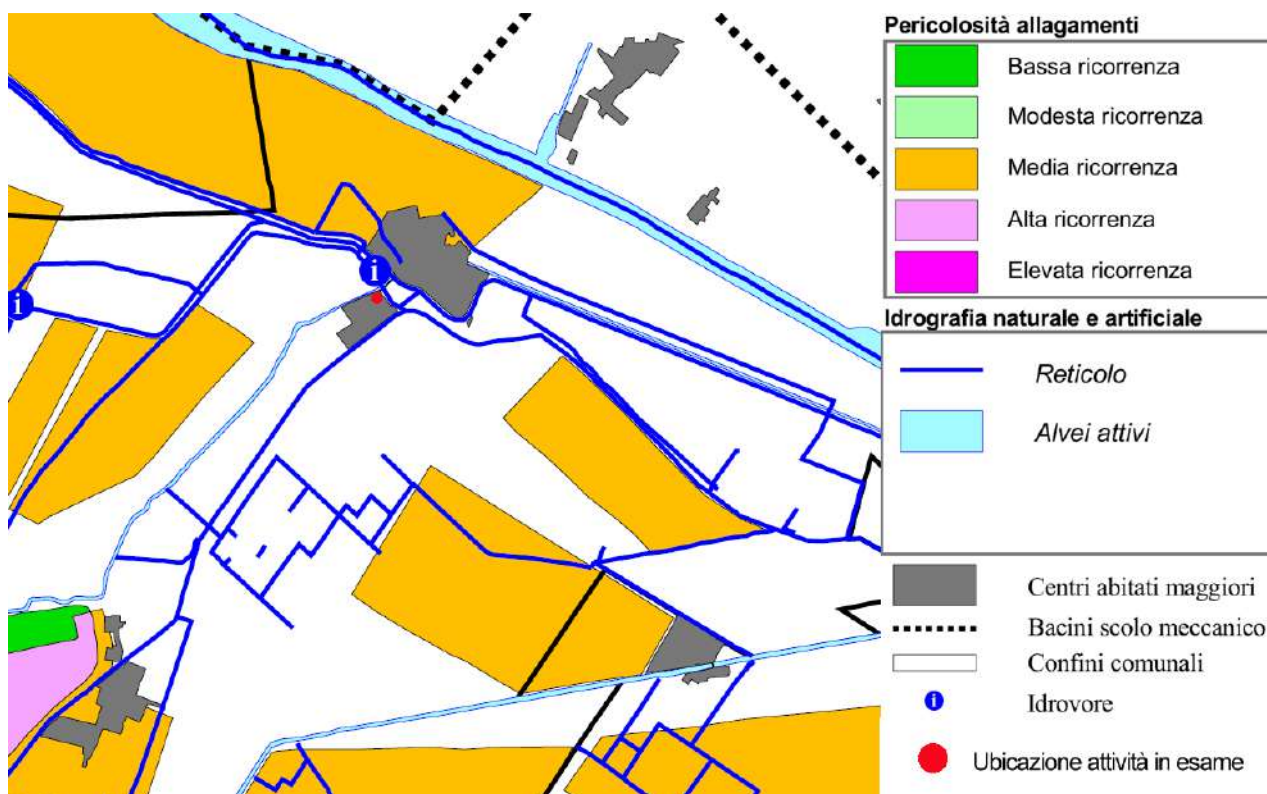 Pericolosità allagamenti
Bassa ricorrenza
Modesta ricorrenza
Media ricorrenza
Alta ricorrenza
Elevata ricorrenza
Idrografia naturale e artificiale
Reticolo
Alvei attivi
Centri abitati maggiori
Bacini scolo meccanico
Confini comunali
i Idrovore
Ubicazione attività in esame
i
i